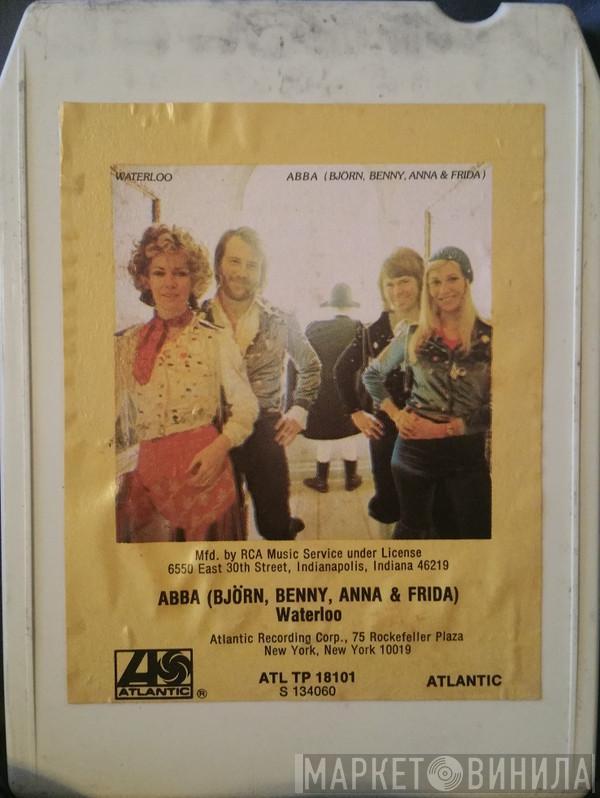 WATERLOO
ABBA (BJÖRN, BENNY, ANNA & FRIDA)
Mfd. by RCA Music Service under License
6550 East 30th Street, Indianapolis, Indiana 46219
ABBA (BJÖRN, BENNY, ANNA & FRIDA)
Waterloo
Atlantic Recording Corp., 75 Rockefeller Plaza
New York, New York 10019
ATLANTIC ®
ATL TP 18101
S 134060
ATLANTIC
МАРКЕТ ВИНИЛА